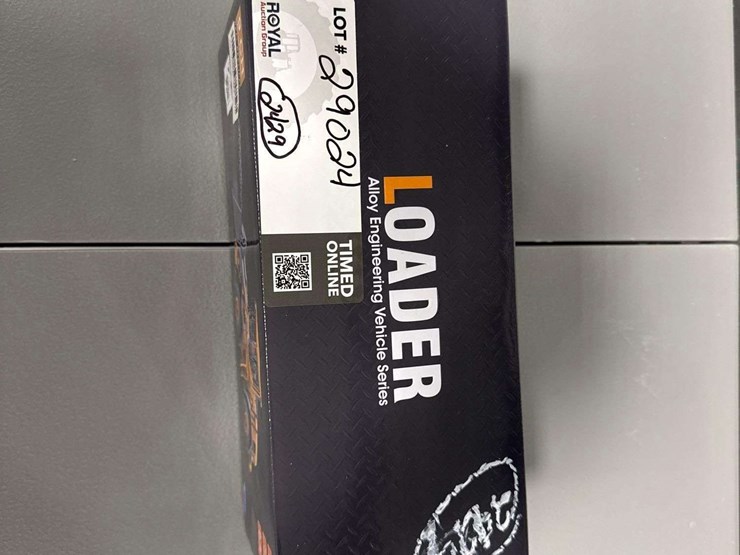 LOT # 29024
ROYAL
Auction Group
2429
TIMED
ONLINE
LOADER
Alloy Engineering Vehicle Series